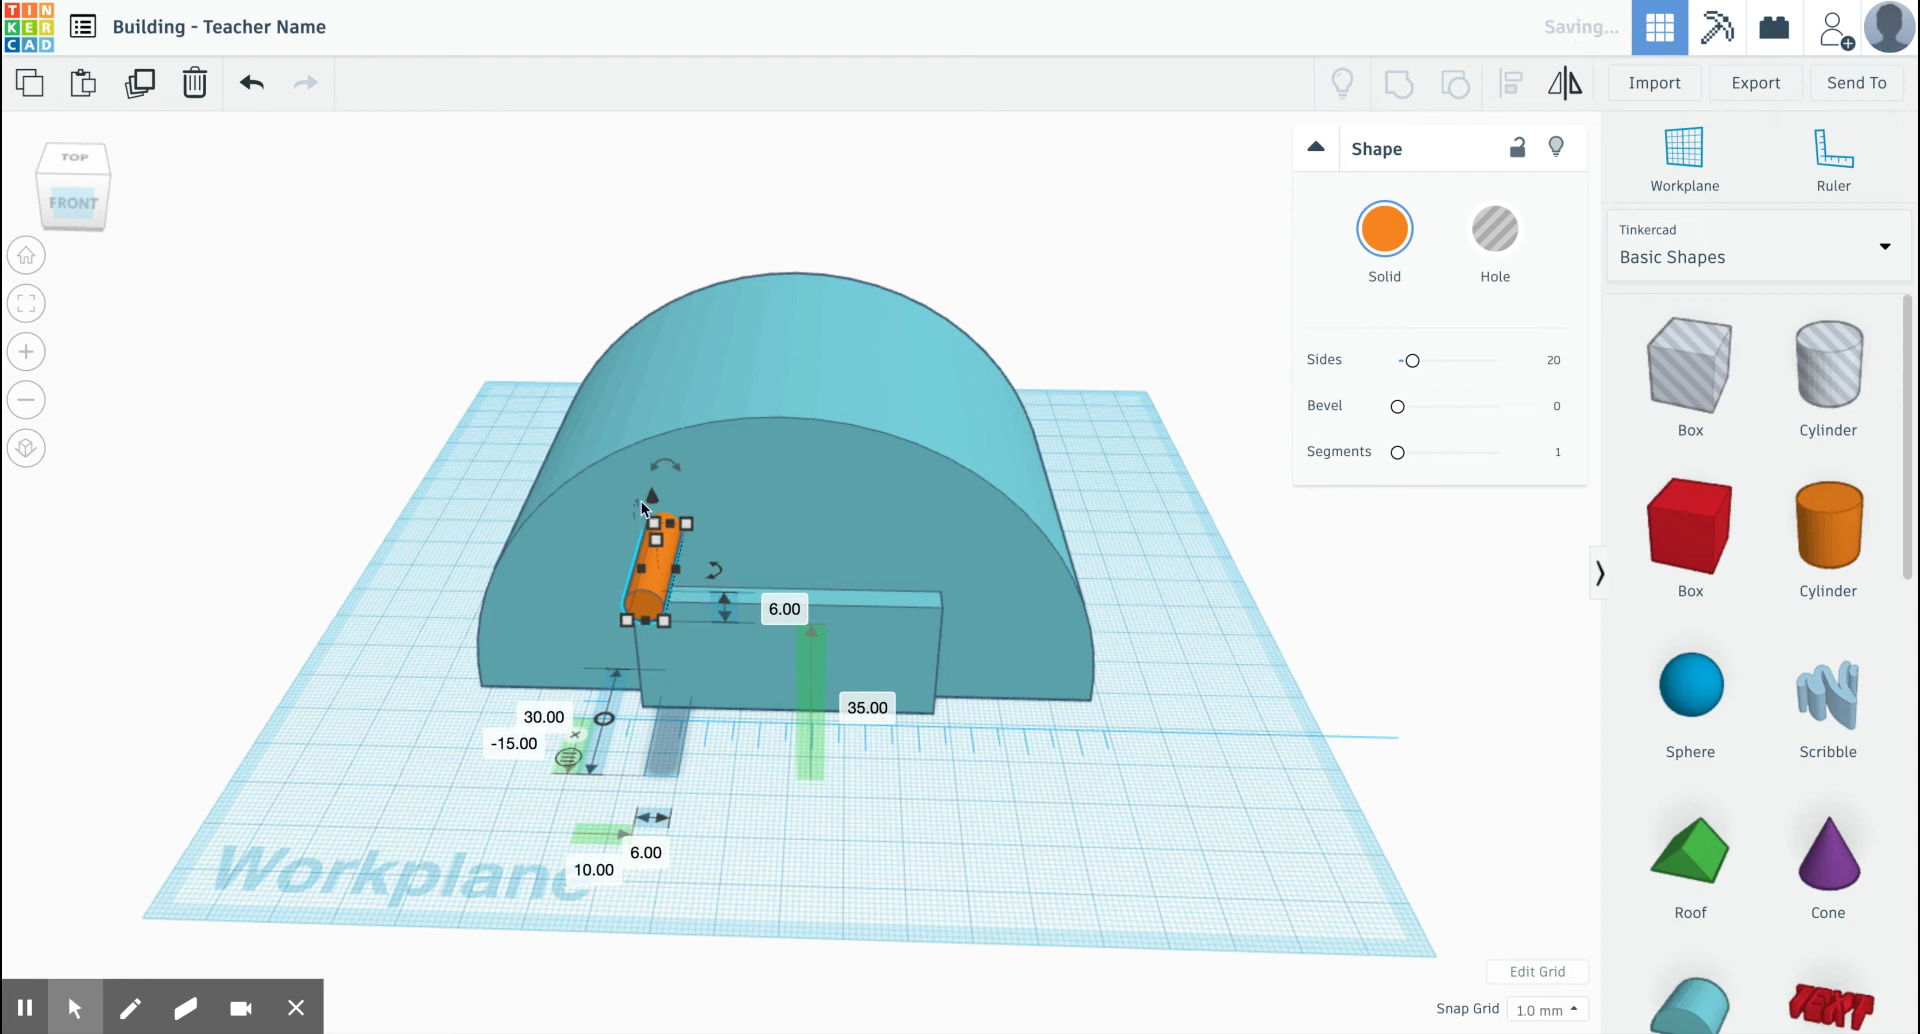 TIN
KER
CAD
Building - Teacher Name
Saving...
Import
Export
Send To
TOP
FRONT
Shape
Solid
Hole
Sides
20
Bevel
0
Segments
1
Workplane
Ruler
Tinkercad
Basic Shapes
Box
Cylinder
Box
Cylinder
Sphere
Scribble
Roof
Cone
TEXT
6.00
35.00
30.00
-15.00
6.00
10.00
Workplane
Edit Grid
Snap Grid
1.0 mm